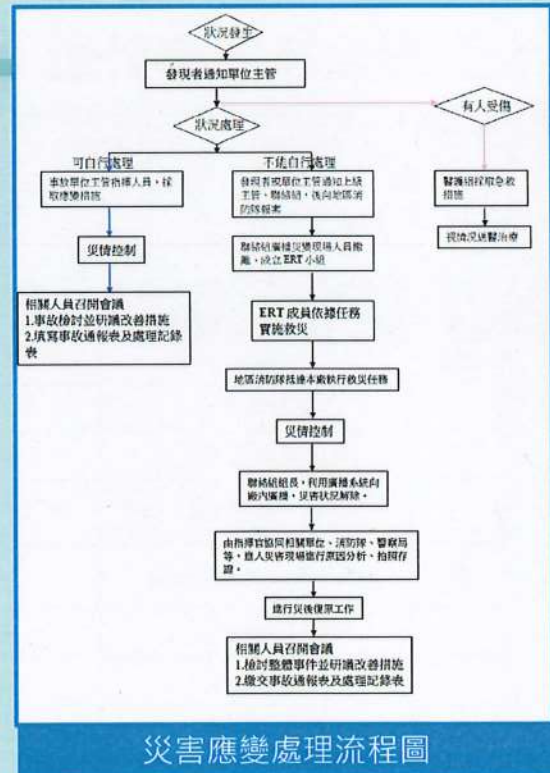 狀況發生
發現者通知單位主管
狀況處理
有人受傷
可自行處理
不能自行處理
事故單位主管指揮人員，採
取應變措施
發現者或單位主管通知上級
主管、聯絡組，後向地區消
防隊報案
醫護組採取急救
措施
視情況送醫治療
災情控制
聯絡組廣播災變現場人員撤
離、成立 ERT 小組
相關人員召開會議
1.事故檢討並研議改善措施
2.填寫事故通報表及處理記錄
表
ERT 成員依據任務
實施救災
地區消防隊抵達本廠執行救災任務
災情控制
聯絡組組長，利用廣播系統向
廠內廣播，災害狀況解除。
由指揮官協同相關單位、消防隊、警察局
等，進入災害現場進行原因分析、拍照存
證。
進行災後復原工作
相關人員召開會議
1.檢討整體事件並研議改善措施
2.繳交事故通報表及處理記錄表
災害應變處理流程圖